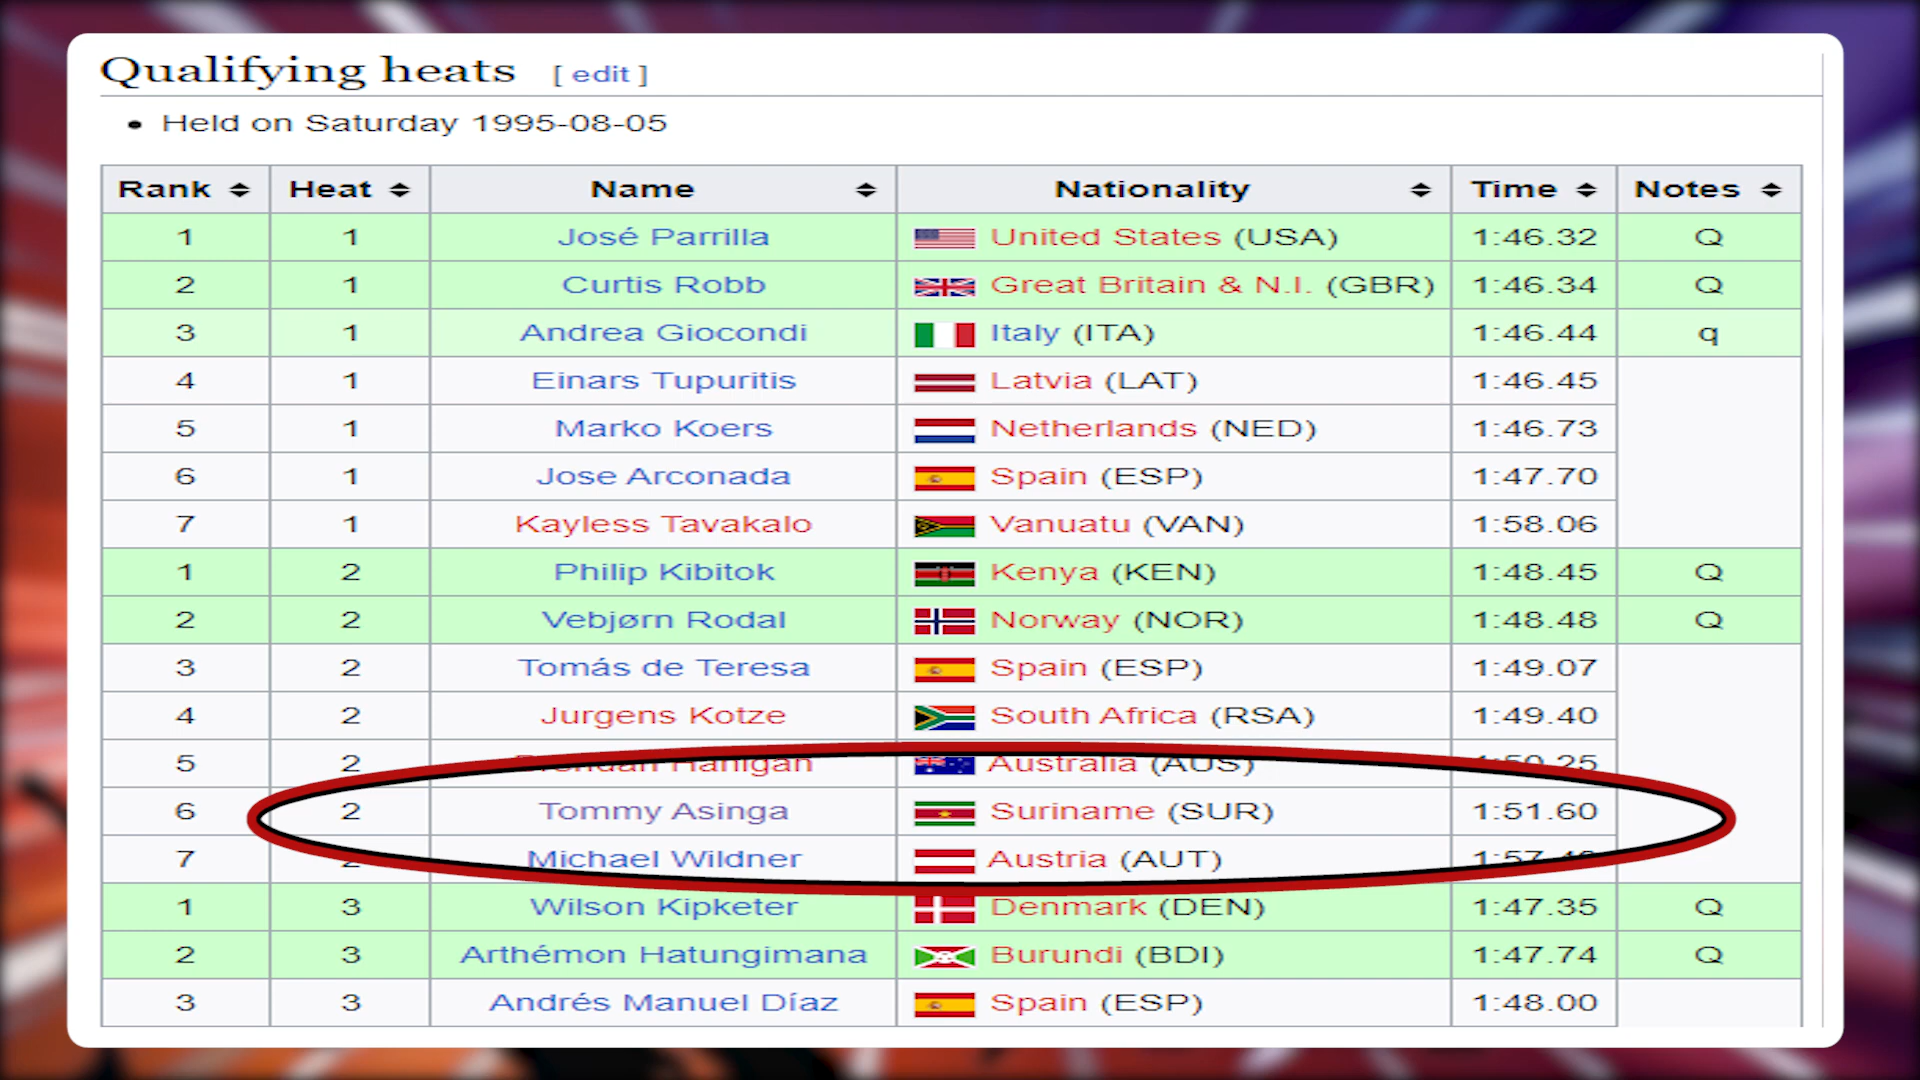 Qualifying heats [ edit ]
• Held on Saturday 1995-08-05
Rank Heat Name Nationality Time Notes
1 1 José Parrilla United States (USA) 1:46.32 Q
2 1 Curtis Robb Great Britain & N.I. (GBR) 1:46.34 Q
3 1 Andrea Giocondi Italy (ITA) 1:46.44 q
4 1 Einars Tupuritis Latvia (LAT) 1:46.45
5 1 Marko Koers Netherlands (NED) 1:46.73
6 1 Jose Arconada Spain (ESP) 1:47.70
7 1 Kayless Tavakalo Vanuatu (VAN) 1:58.06
1 2 Philip Kibitok Kenya (KEN) 1:48.45 Q
2 2 Vebjørn Rodal Norway (NOR) 1:48.48 Q
3 2 Tomás de Teresa Spain (ESP) 1:49.07
4 2 Jurgens Kotze South Africa (RSA) 1:49.40
5 2 Brendan Hanigan Australia (AUS) 1:50.25
6 2 Tommy Asinga Suriname (SUR) 1:51.60
7 2 Michael Wildner Austria (AUT)
1 3 Wilson Kipketer Denmark (DEN) 1:47.35 Q
2 3 Arthémon Hatungimana Burundi (BDI) 1:47.74 Q
3 3 Andrés Manuel Díaz Spain (ESP) 1:48.00